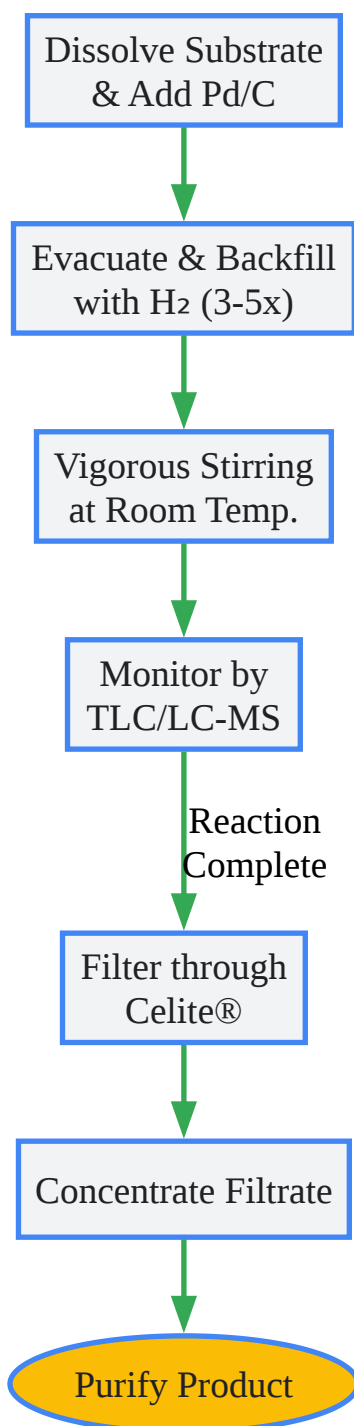 Dissolve Substrate
& Add Pd/C
Evacuate & Backfill
with H₂ (3-5x)
Vigorous Stirring
at Room Temp.
Monitor by
TLC/LC-MS
Reaction
Complete
Filter through
Celite®
Concentrate Filtrate
Purify Product